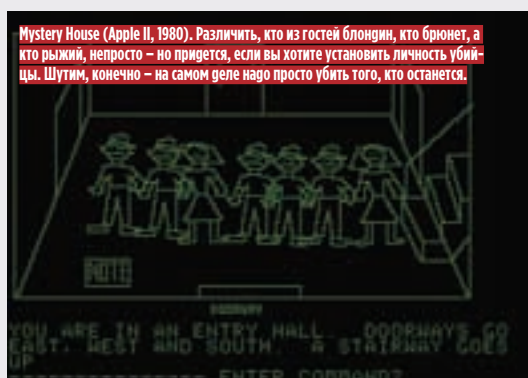 Mystery House (Apple II, 1980). Различить, кто из гостей блондин, кто брюнет, а
кто рыжий, непросто – но придется, если вы хотите установить личность убий-
цы. Шутим, конечно – на самом деле надо просто убить того, кто останется.
NOTE
YOU ARE IN AN ENTRY HALL. DOORWAYS GO
EAST, WEST AND SOUTH. A STAIRWAY GOES
UP
ENTER COMMAND?